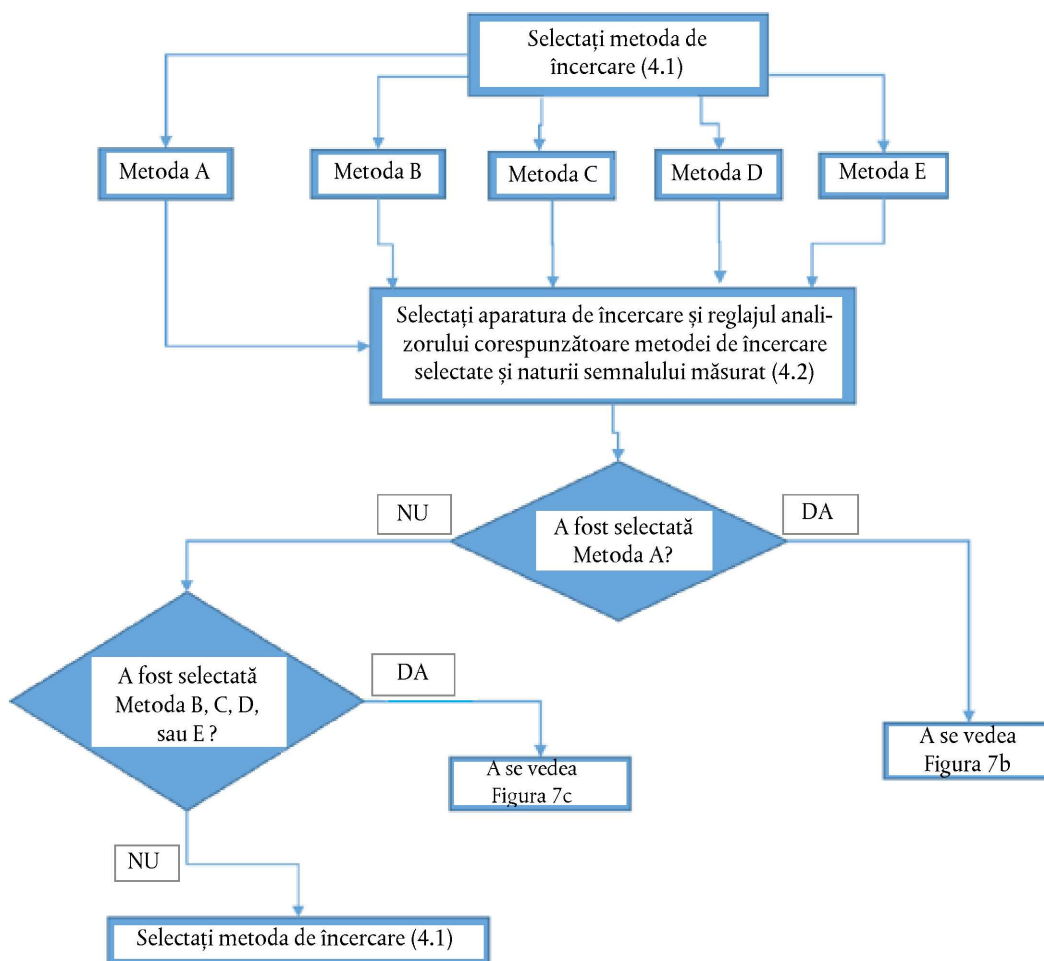 Selectați metoda de
încercare (4.1)
Metoda A
Metoda B
Metoda C
Metoda D
Metoda E
Selectați aparatura de încercare și reglajul anali-
zorului corespunzătoare metodei de încercare
selectate și naturii semnalului măsurat (4.2)
NU
DA
A fost selectată
Metoda A?
A fost selectată
Metoda B, C, D,
sau E ?
DA
A se vedea
Figura 7b
A se vedea
Figura 7c
NU
Selectați metoda de încercare (4.1)